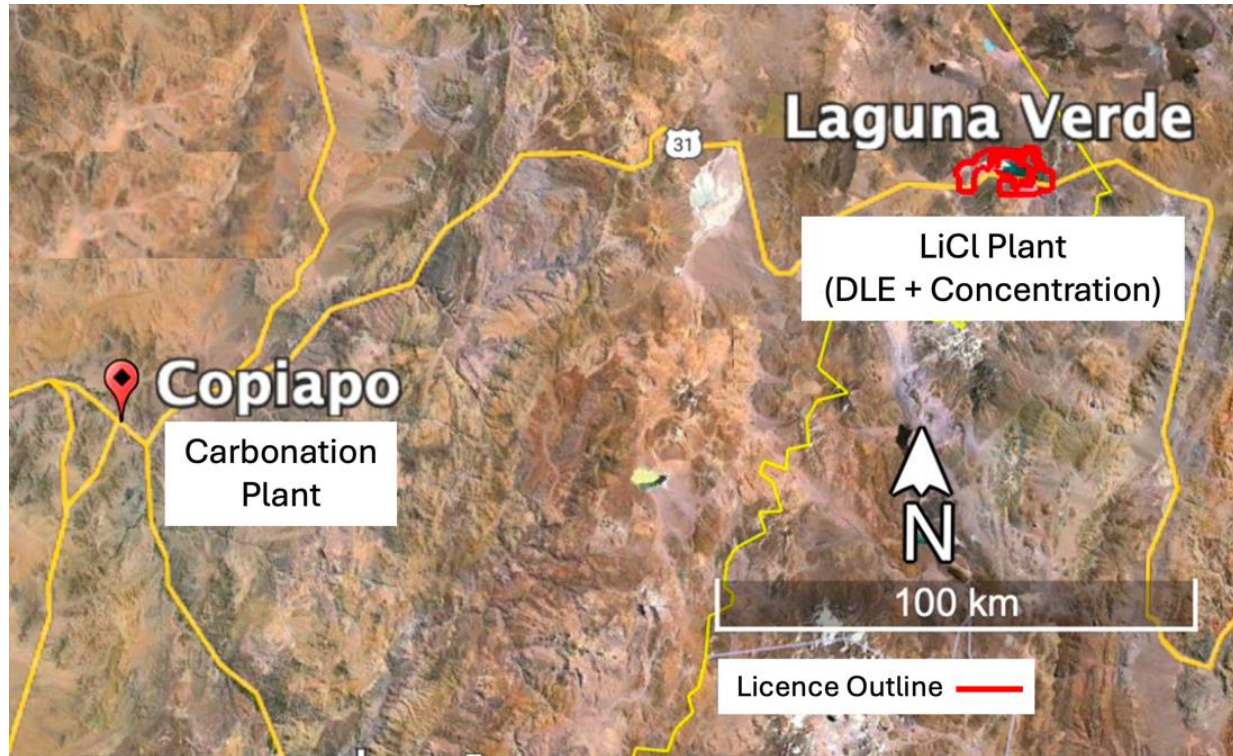 31
Laguna Verde
LiCl Plant
(DLE + Concentration)
Copiapo
Carbonation
Plant
N
100 km
Licence Outline